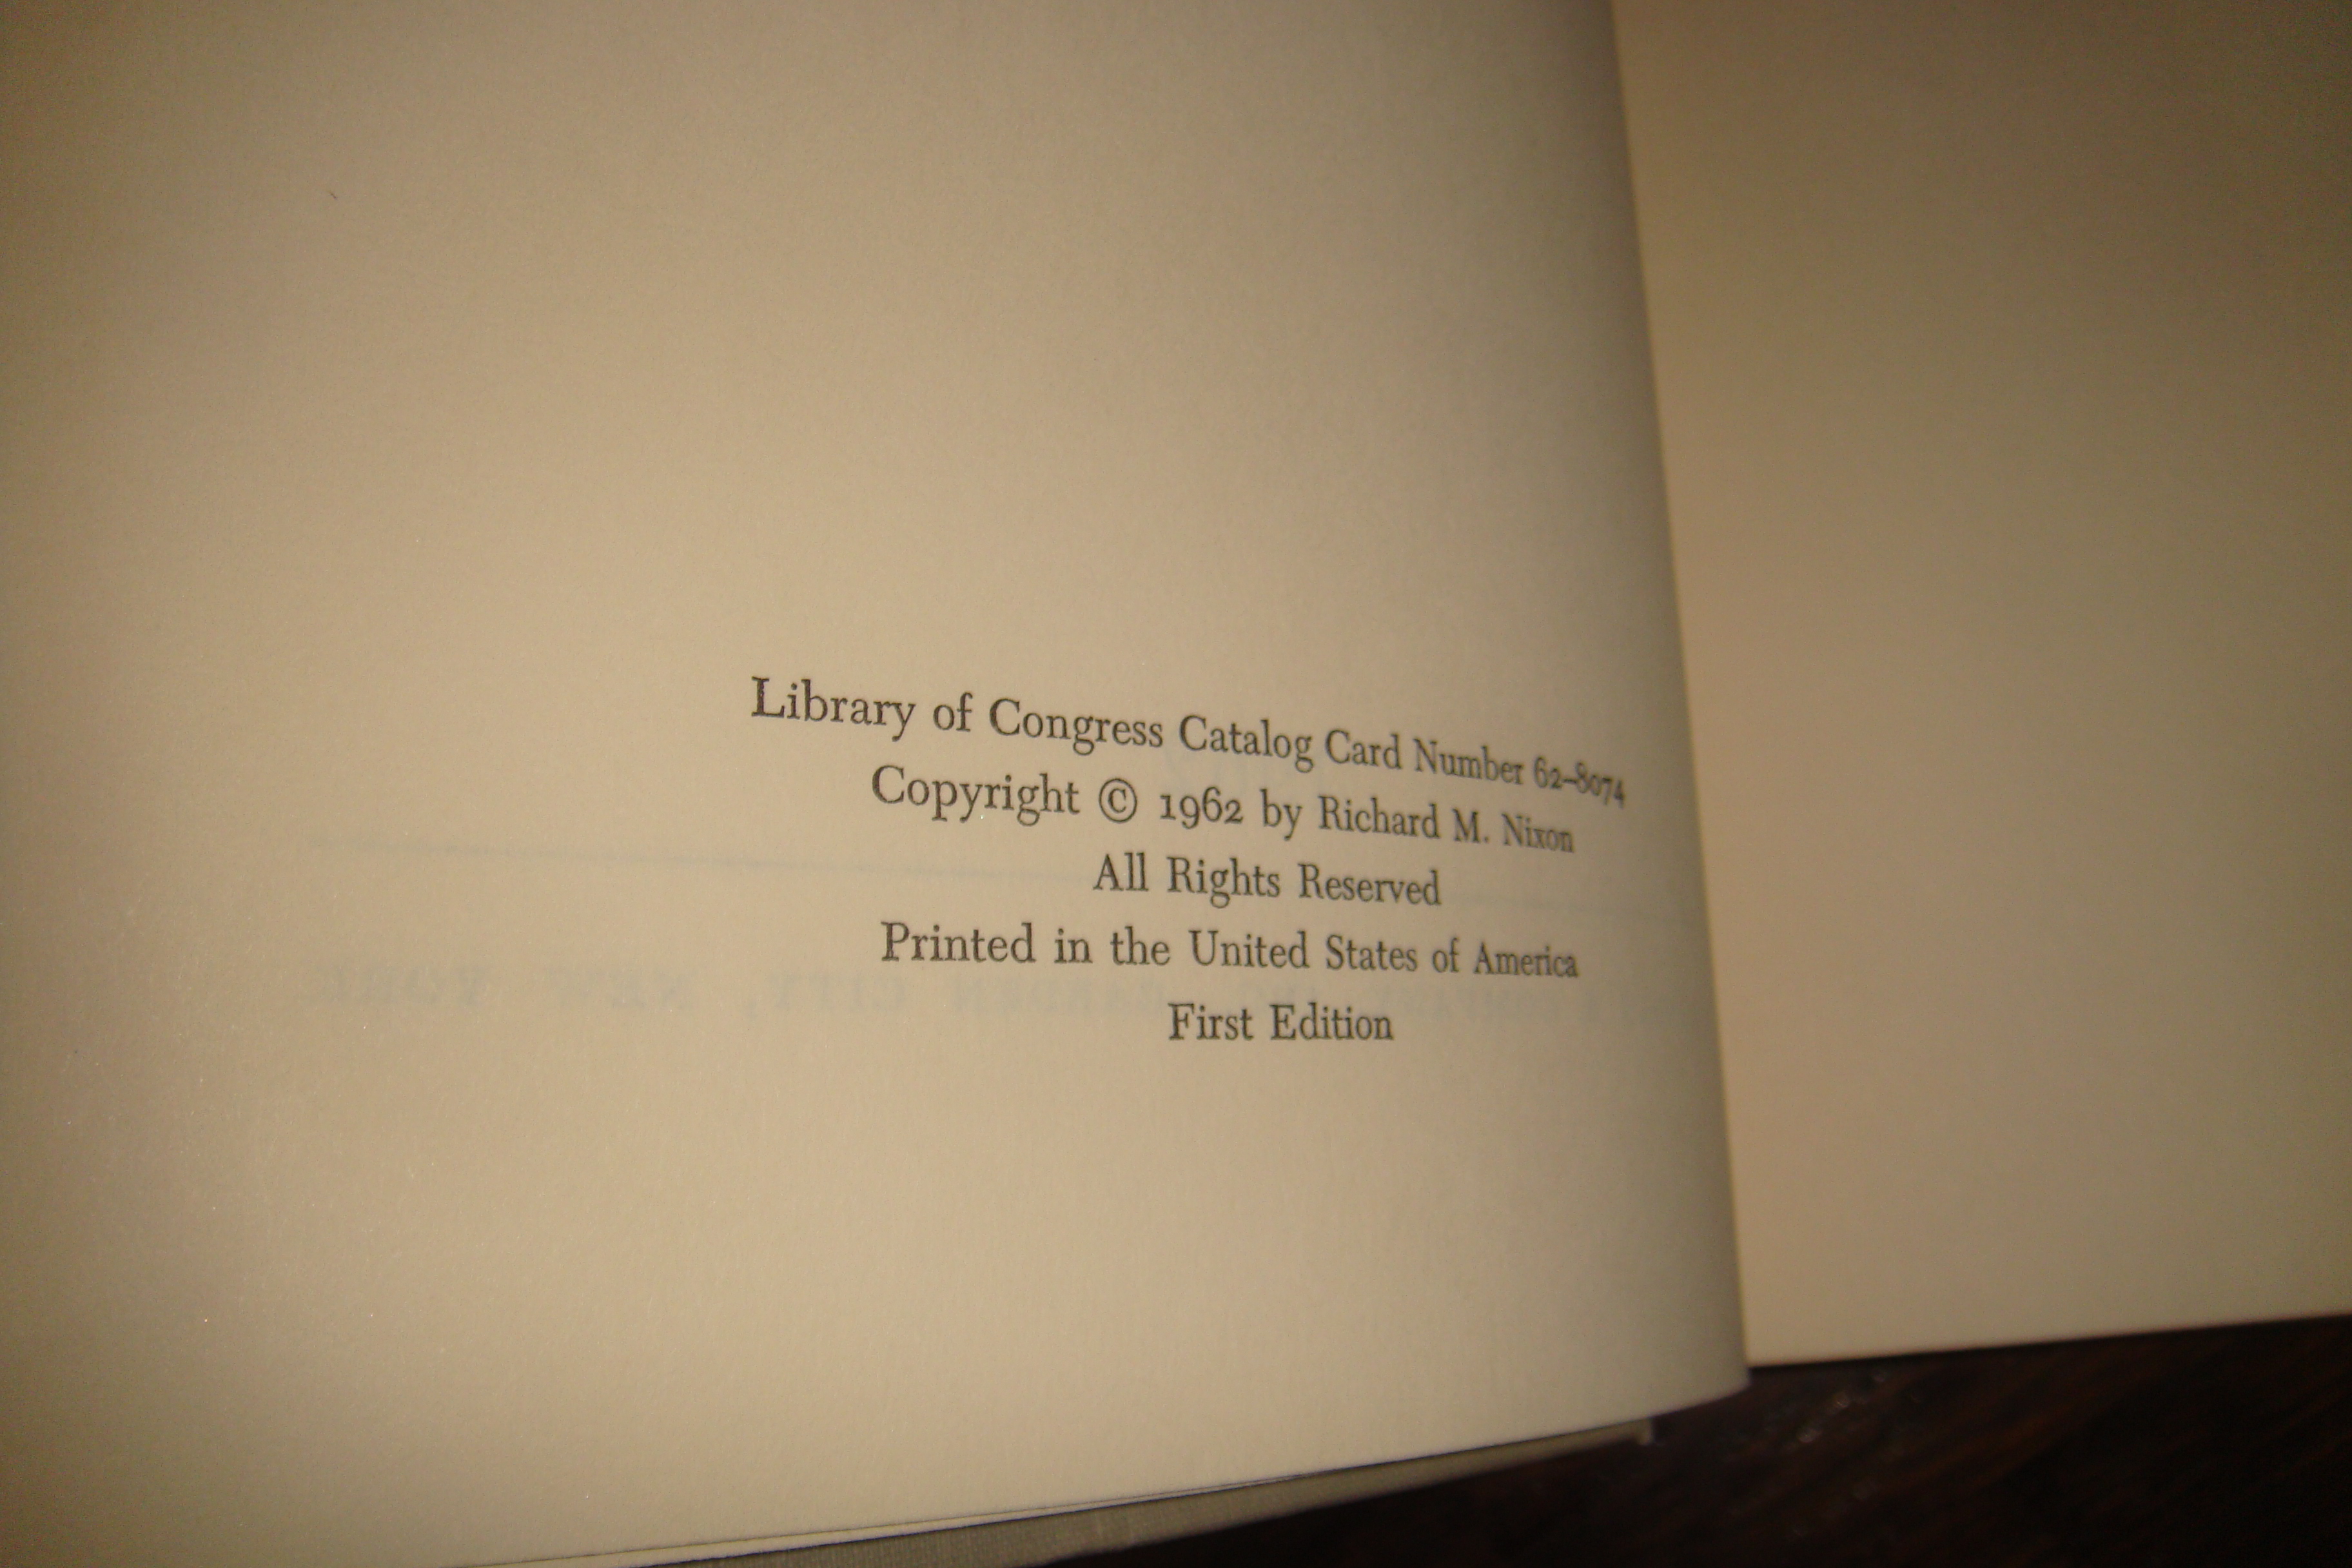 Library of Congress Catalog Card Number 62–8074
Copyright © 1962 by Richard M. Nixon
All Rights Reserved
Printed in the United States of America
First Edition